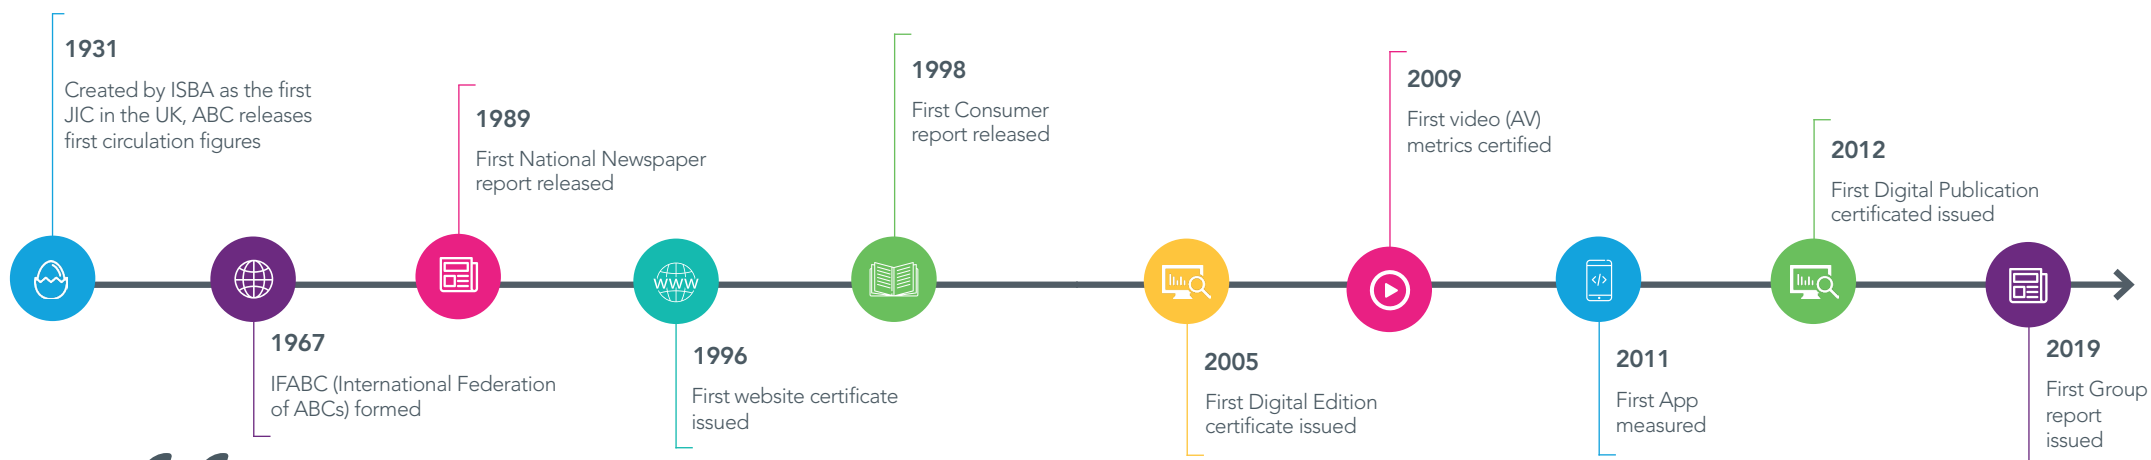 1931
Created by ISBA as the first
JIC in the UK, ABC releases
first circulation figures
1967
IFABC (International Federation
of ABCs) formed
1989
First National Newspaper
report released
1996
First website certificate
issued
www
1998
First Consumer
report released
2005
First Digital Edition
certificate issued
2009
First video (AV)
metrics certified
2011
First App
measured
</>
2012
First Digital Publication
certificated issued
2019
First Group
report
issued